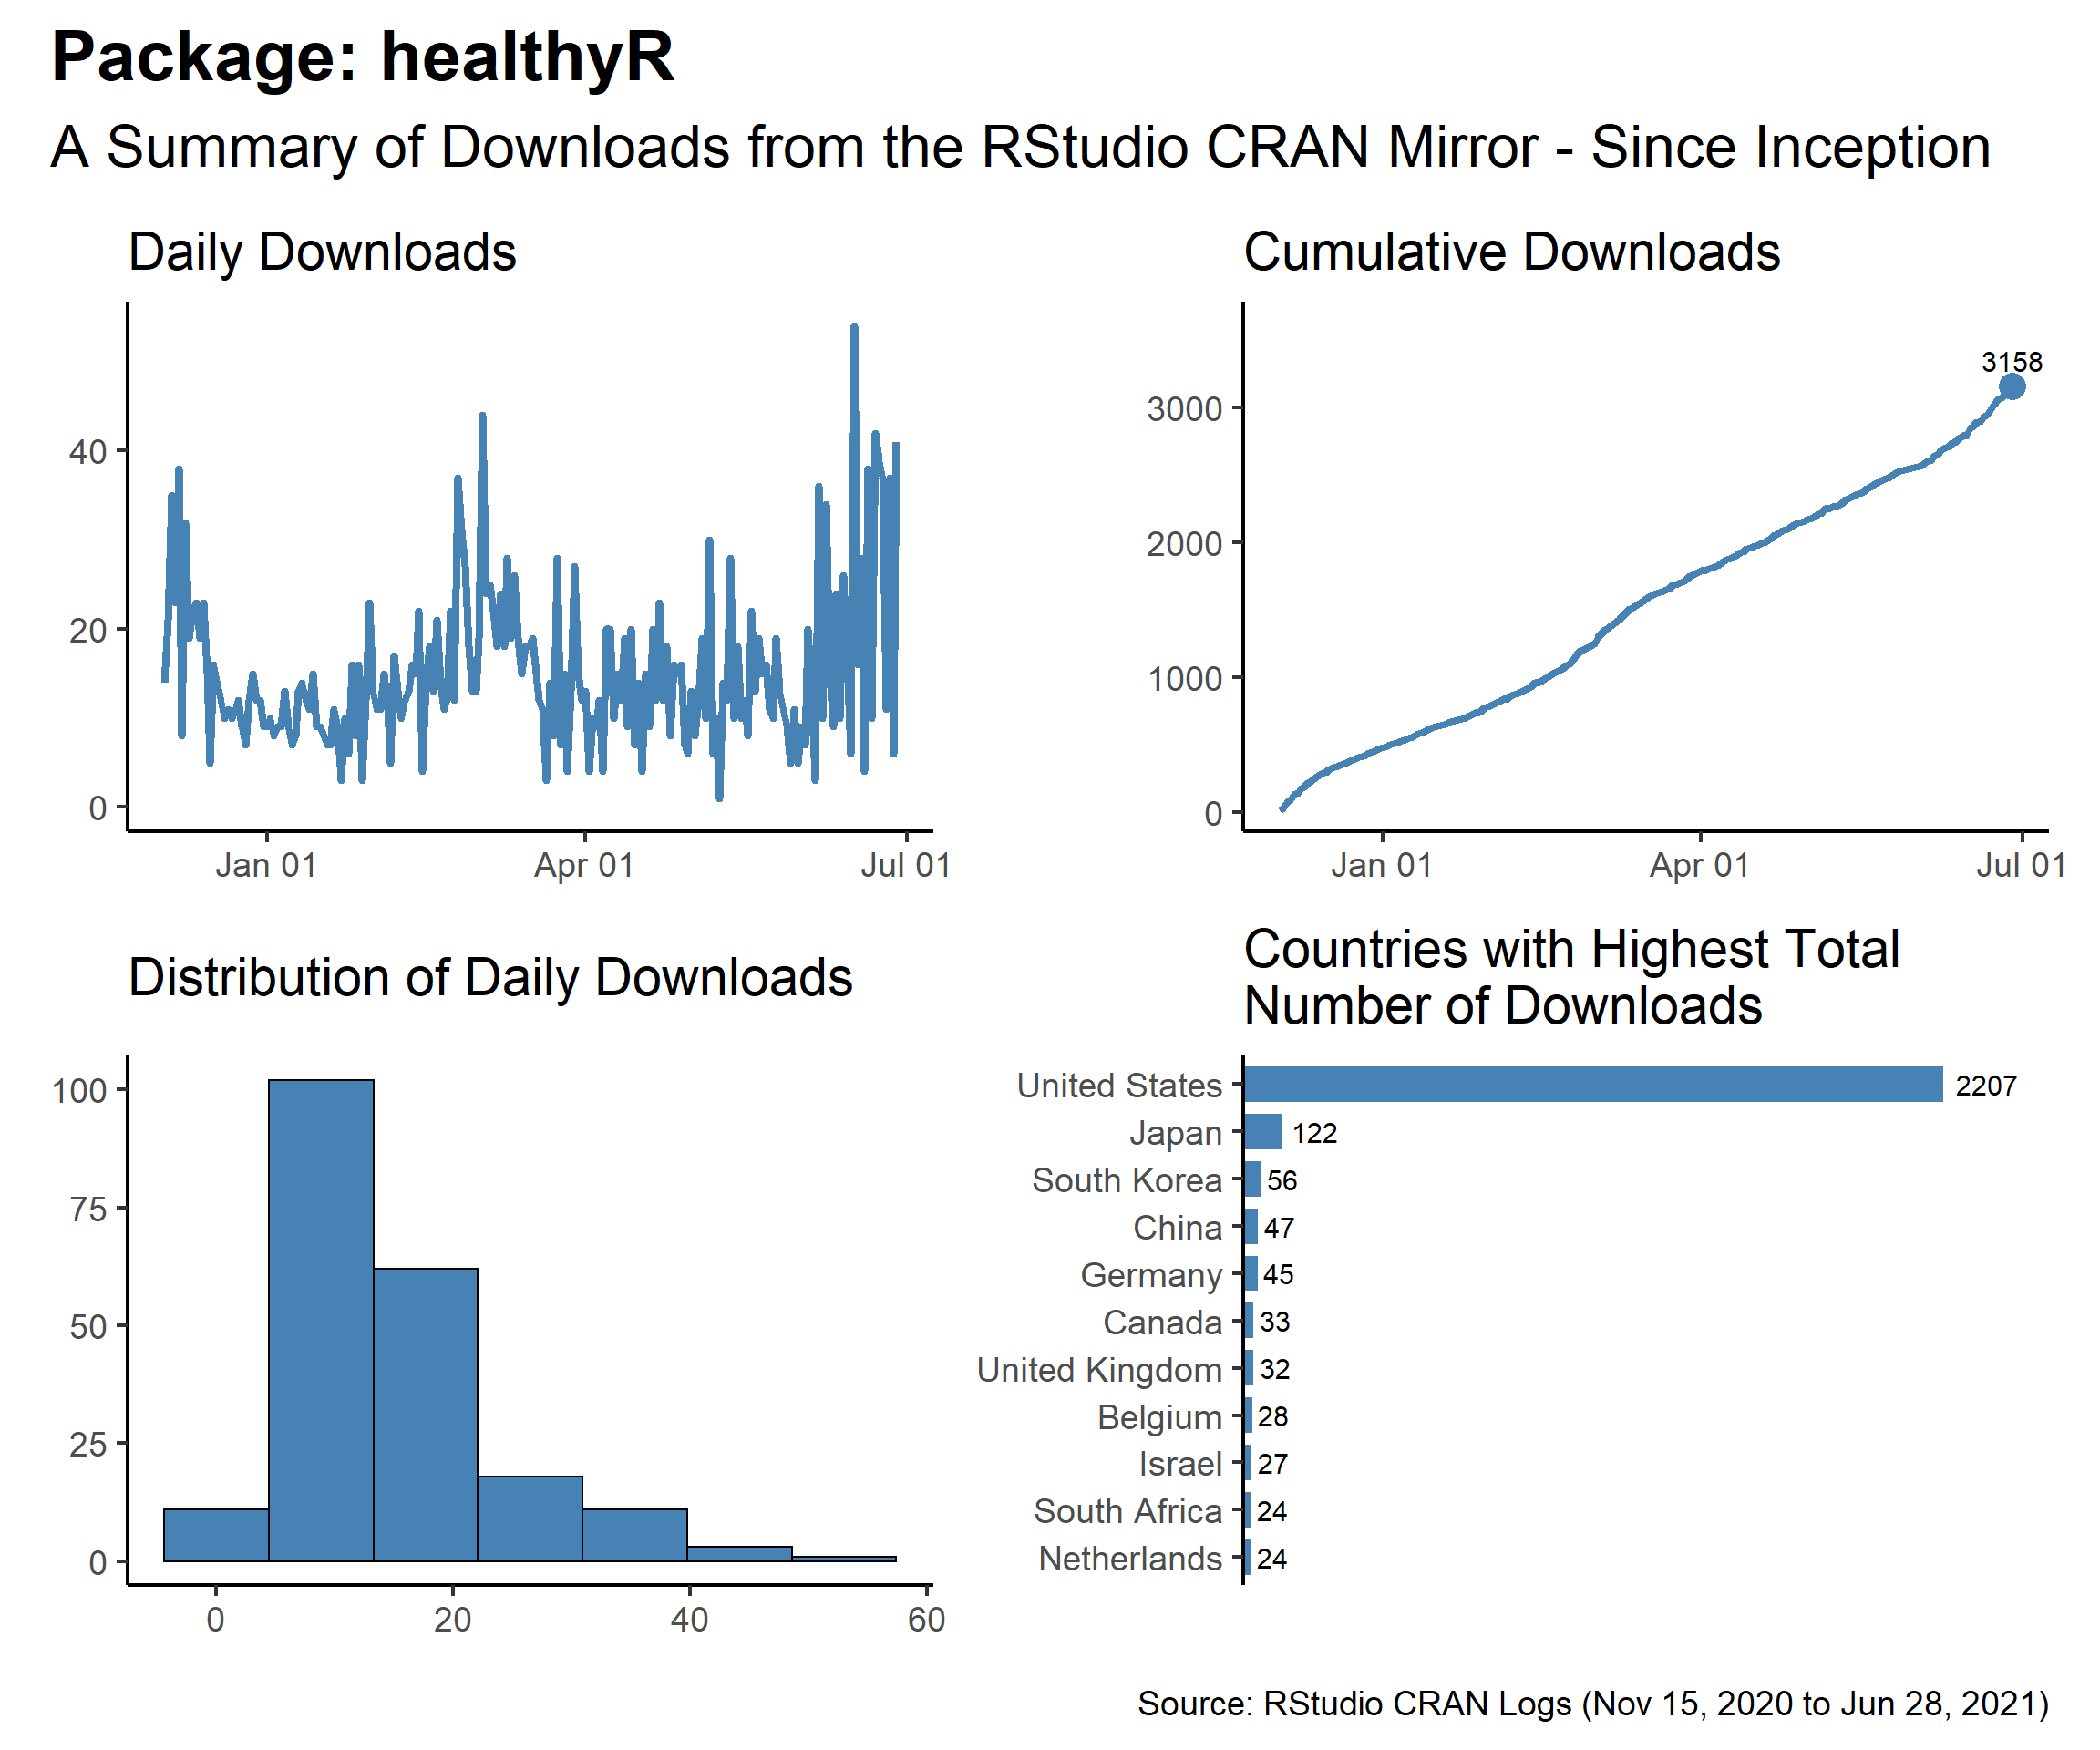 Package: healthyR
A Summary of Downloads from the RStudio CRAN Mirror - Since Inception
Daily Downloads
40
20
0
Jan 01
Apr 01
Jul 01
Cumulative Downloads
3158
3000
2000
1000
0
Jan 01
Apr 01
Jul 01
Distribution of Daily Downloads
100
75
50
25
0
0
20
40
60
Countries with Highest Total
Number of Downloads
United States 2207
Japan 122
South Korea 56
China 47
Germany 45
Canada 33
United Kingdom 32
Belgium 28
Israel 27
South Africa 24
Netherlands 24
Source: RStudio CRAN Logs (Nov 15, 2020 to Jun 28, 2021)